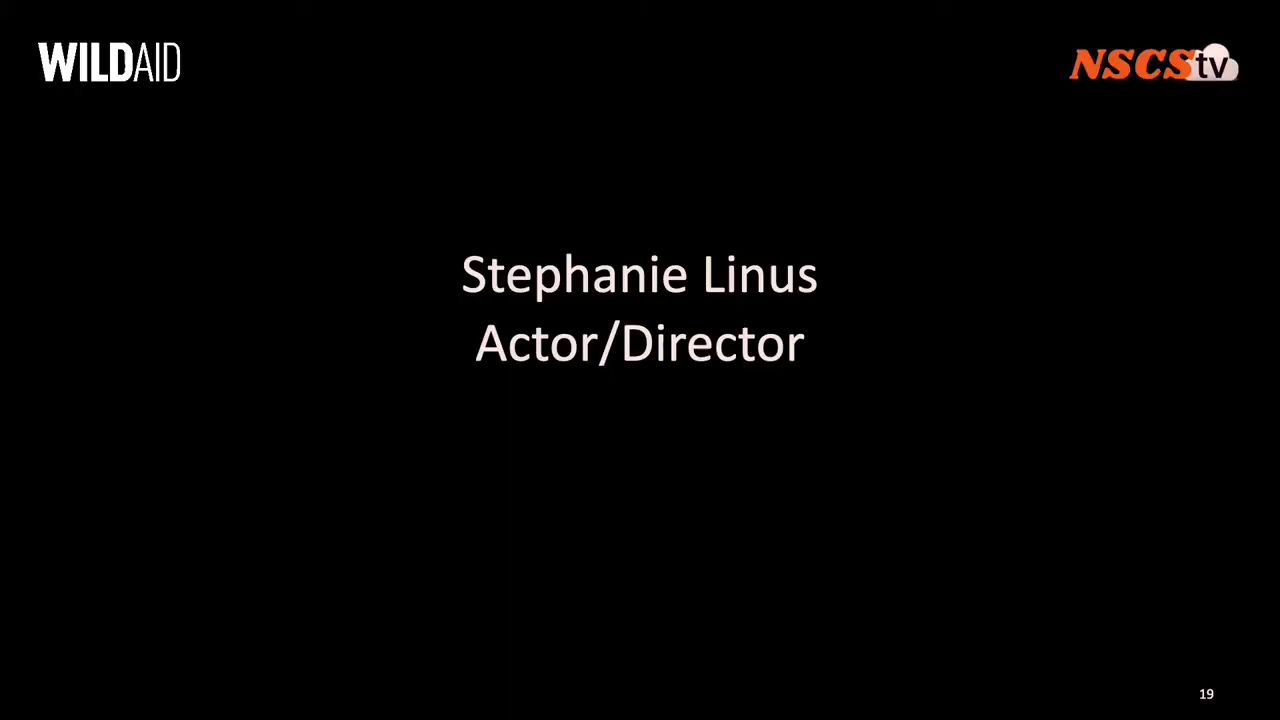 WILDAID
NSCStv
Stephanie Linus
Actor/Director
19